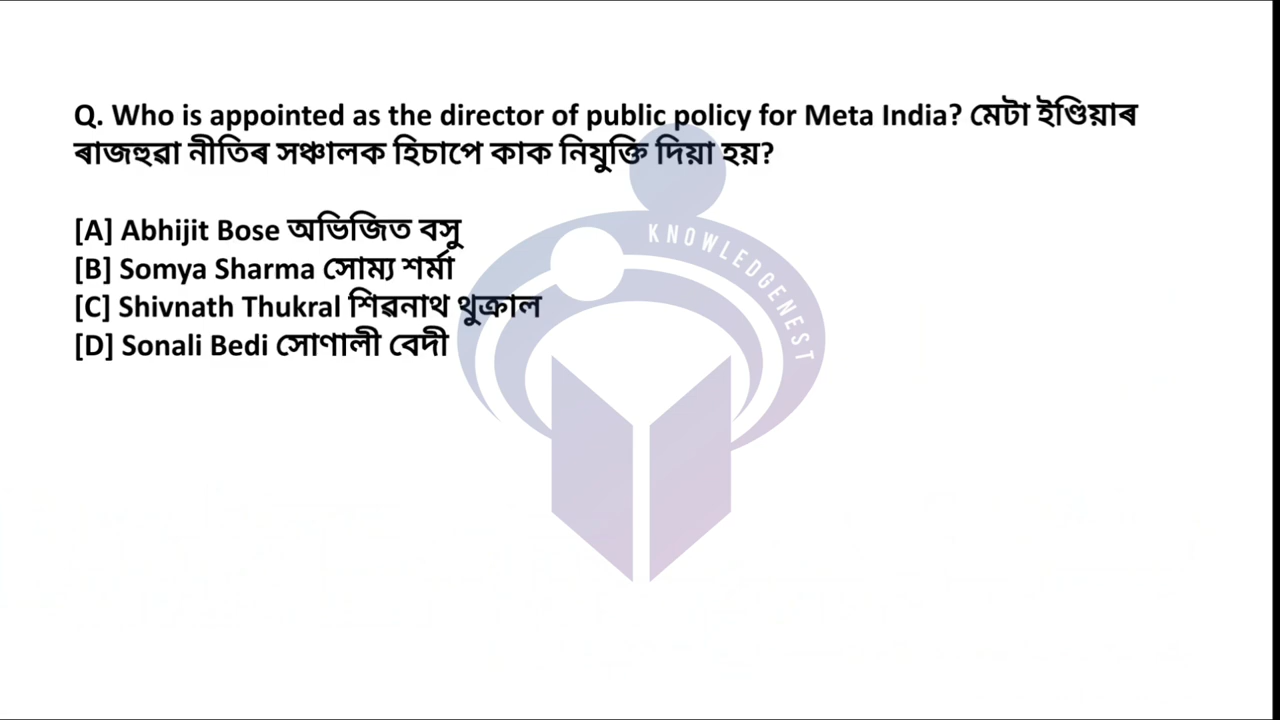 Q. Who is appointed as the director of public policy for Meta India? মেটা ইণ্ডিয়াৰ
ৰাজহুৱা নীতিৰ সঞ্চালক হিচাপে কাক নিযুক্তি দিয়া হয়?
[A] Abhijit Bose অভিজিত বসু
[B] Somya Sharma সোম্য শৰ্মা
[C] Shivnath Thukral শিৱনাথ থুক্ৰাল
[D] Sonali Bedi সোণালী বেদী
KNOWLEDGENEST